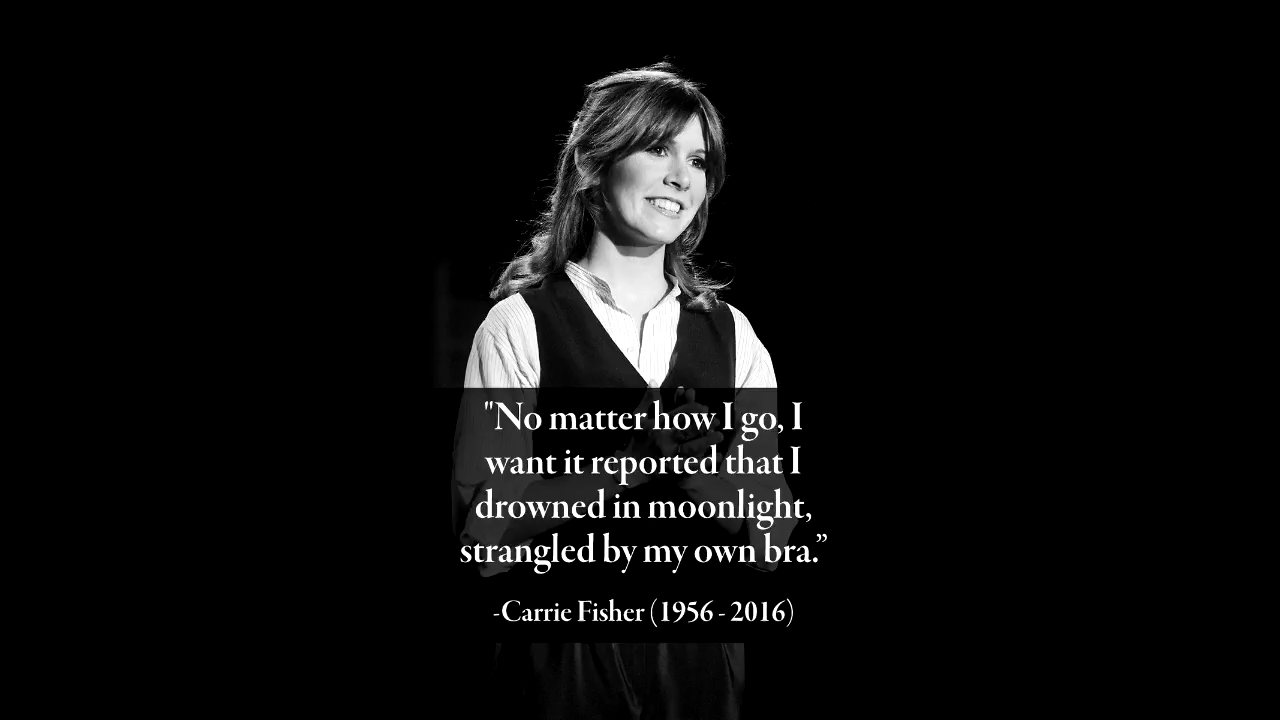 "No matter how I go, I
want it reported that I
drowned in moonlight,
strangled by my own bra.”
-Carrie Fisher (1956 - 2016)